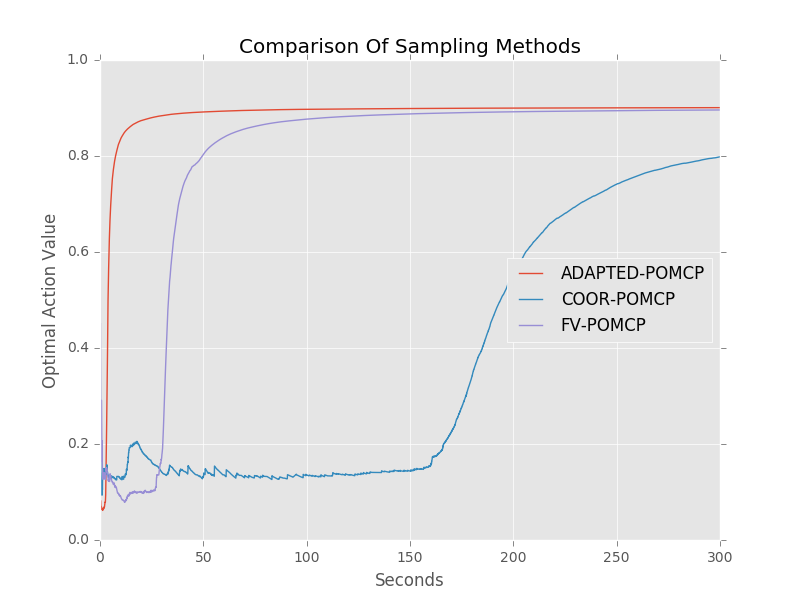 Comparison Of Sampling Methods
1.0
0.8
0.6
0.4
0.2
0.0
Optimal Action Value
ADAPTED-POMCP
COOR-POMCP
FV-POMCP
0
50
100
150
200
250
300
Seconds